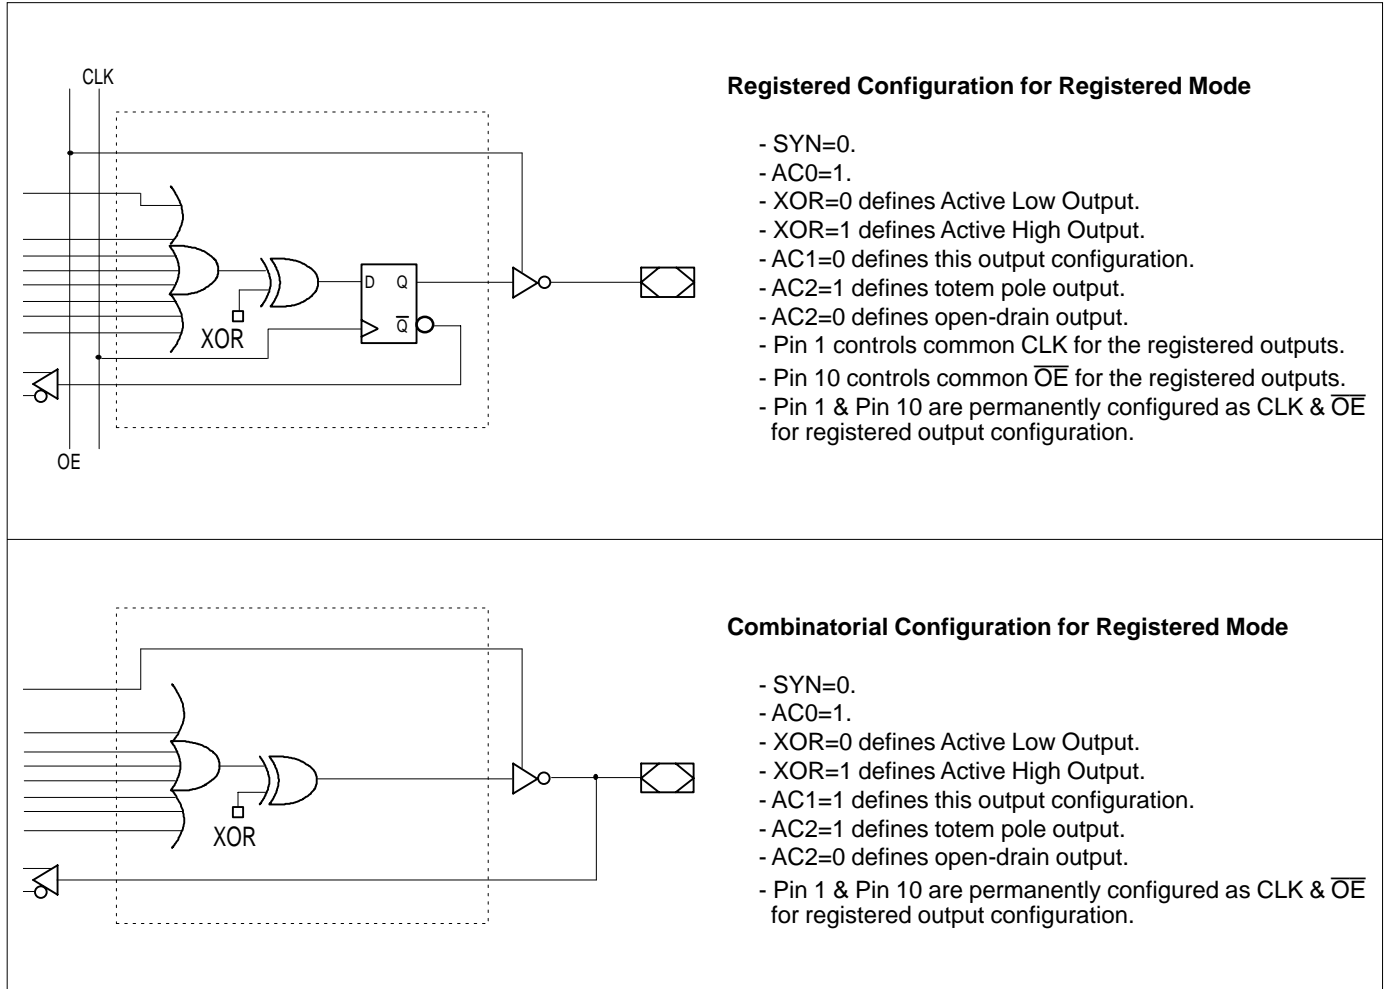 CLK
D Q
Q̅
XOR
OE
Registered Configuration for Registered Mode
- SYN=0.
- AC0=1.
- XOR=0 defines Active Low Output.
- XOR=1 defines Active High Output.
- AC1=0 defines this output configuration.
- AC2=1 defines totem pole output.
- AC2=0 defines open-drain output.
- Pin 1 controls common CLK for the registered outputs.
- Pin 10 controls common O̅E̅ for the registered outputs.
- Pin 1 & Pin 10 are permanently configured as CLK & O̅E̅
for registered output configuration.
XOR
Combinatorial Configuration for Registered Mode
- SYN=0.
- AC0=1.
- XOR=0 defines Active Low Output.
- XOR=1 defines Active High Output.
- AC1=1 defines this output configuration.
- AC2=1 defines totem pole output.
- AC2=0 defines open-drain output.
- Pin 1 & Pin 10 are permanently configured as CLK & O̅E̅
for registered output configuration.